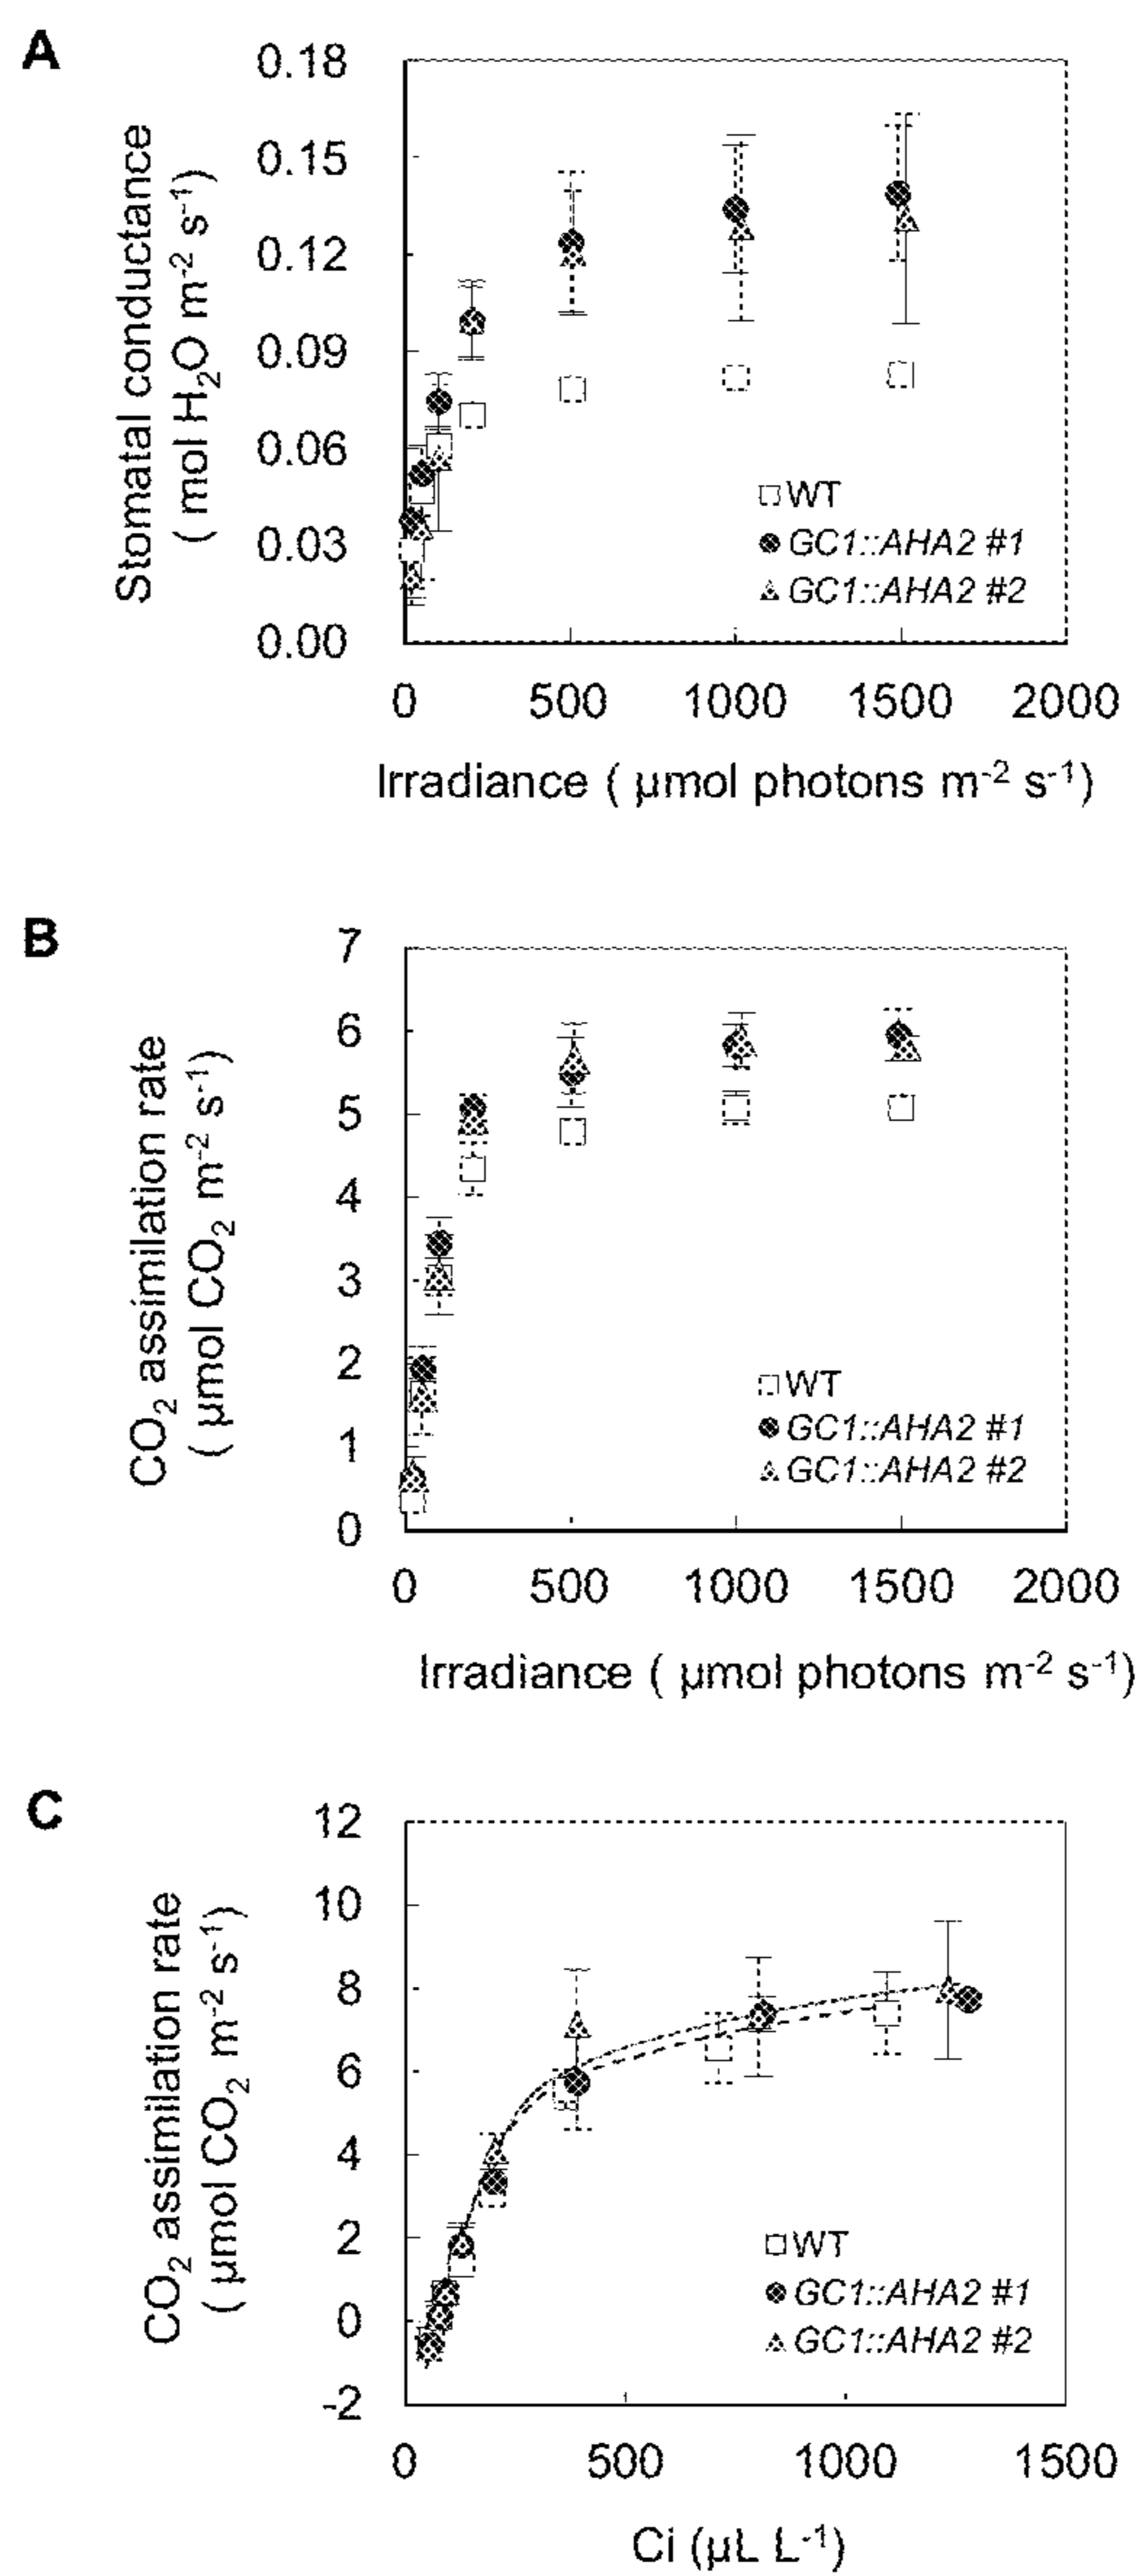 A
Stomatal conductance
( mol H₂O m⁻² s⁻¹)
0.18
0.15
0.12
0.09
0.06
0.03
0.00
WT
GC1::AHA2 #1
GC1::AHA2 #2
0 500 1000 1500 2000
Irradiance ( µmol photons m⁻² s⁻¹)
B
CO₂ assimilation rate
( µmol CO₂ m⁻² s⁻¹)
7
6
5
4
3
2
1
0
WT
GC1::AHA2 #1
GC1::AHA2 #2
0 500 1000 1500 2000
Irradiance ( µmol photons m⁻² s⁻¹)
C
CO₂ assimilation rate
( µmol CO₂ m⁻² s⁻¹)
12
10
8
6
4
2
0
-2
WT
GC1::AHA2 #1
GC1::AHA2 #2
0 500 1000 1500
Ci (µL L⁻¹)